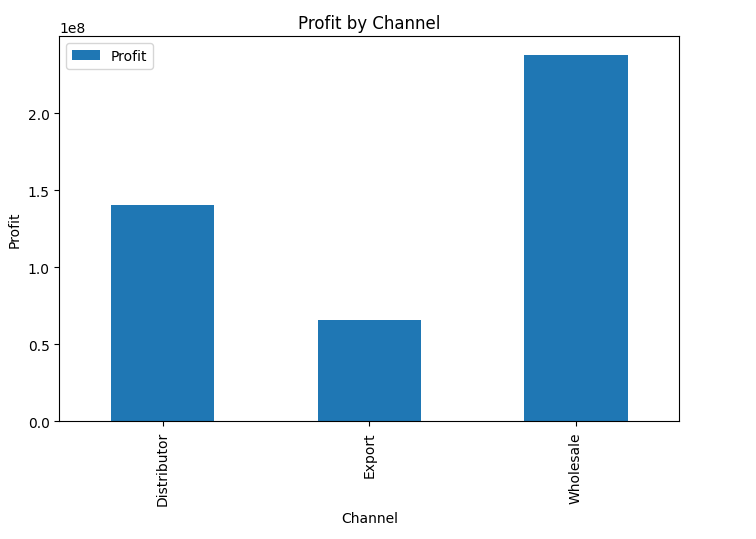 Profit by Channel
1e8
Profit
2.0
1.5
1.0
0.5
0.0
Profit
Distributor
Export
Wholesale
Channel